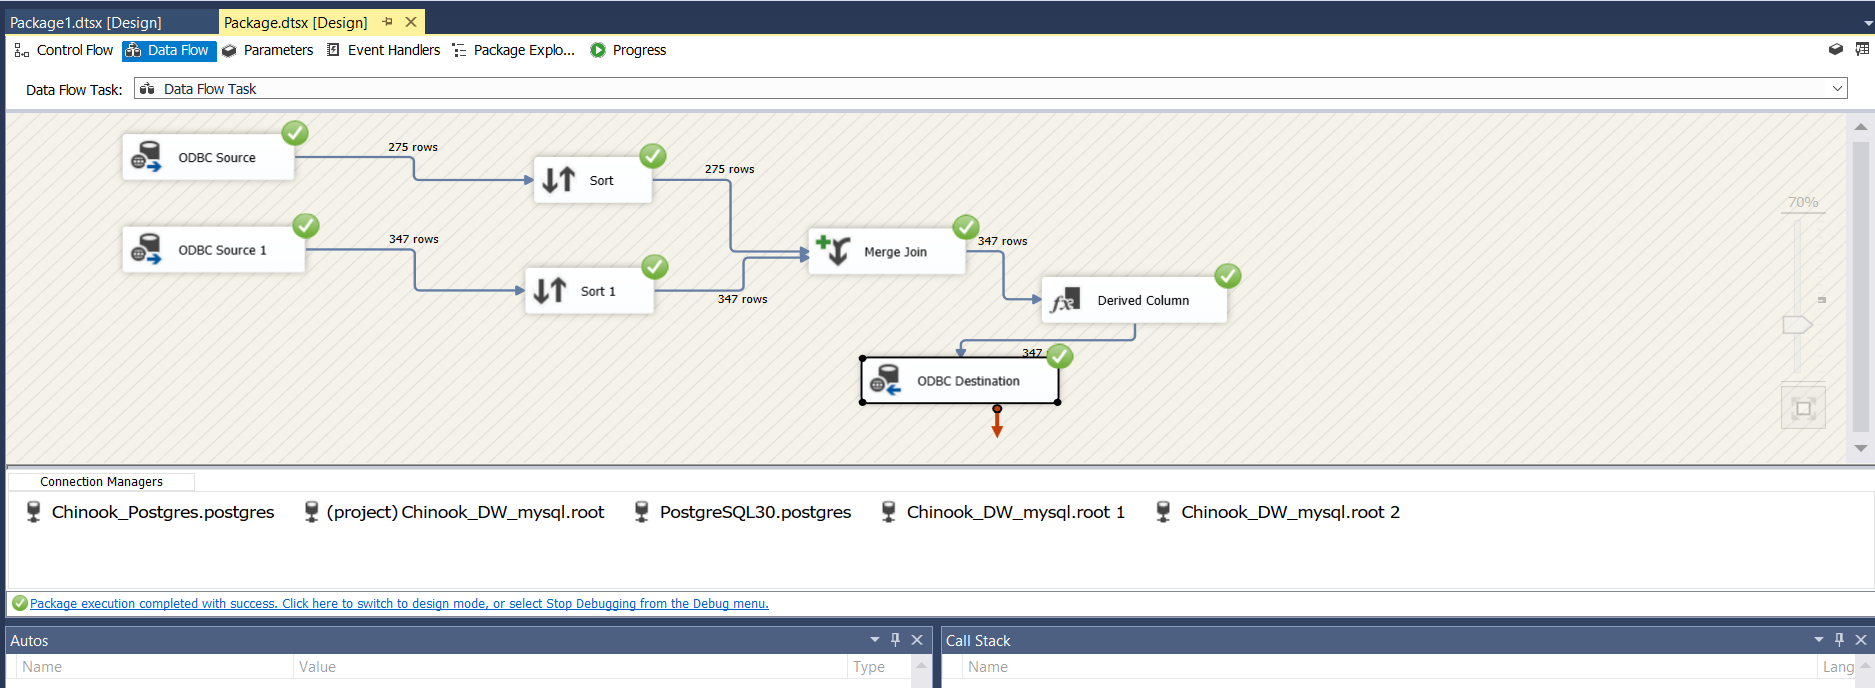 Package1.dtsx [Design]
Package.dtsx [Design]
Control Flow
Data Flow
Parameters
Event Handlers
Package Explo...
Progress
Data Flow Task:
Data Flow Task
ODBC Source
275 rows
Sort
275 rows
ODBC Source 1
347 rows
Sort 1
347 rows
Merge Join
347 rows
Derived Column
347
ODBC Destination
70%
Connection Managers
Chinook_Postgres.postgres
(project) Chinook_DW_mysql.root
PostgreSQL30.postgres
Chinook_DW_mysql.root 1
Chinook_DW_mysql.root 2
Package execution completed with success. Click here to switch to design mode, or select Stop Debugging from the Debug menu.
Autos
Name
Value
Type
Call Stack
Name
Lang